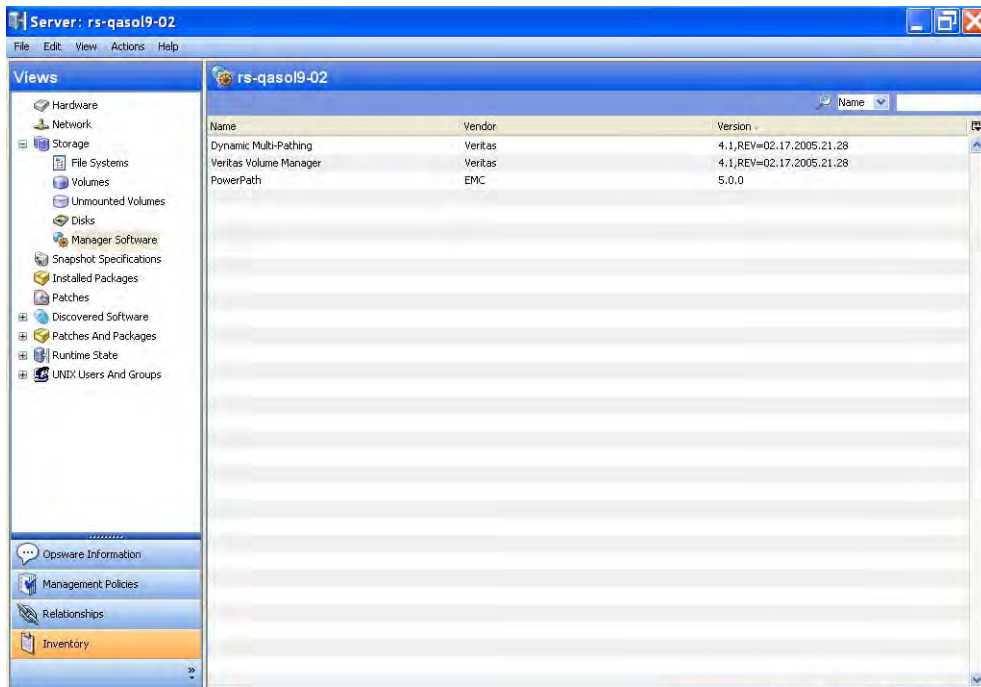 Server: rs-qasol9-02
File Edit View Actions Help
Views
Hardware
Network
Storage
File Systems
Volumes
Unmounted Volumes
Disks
Manager Software
Snapshot Specifications
Installed Packages
Patches
Discovered Software
Patches And Packages
Runtime State
UNIX Users And Groups
Opsware Information
Management Policies
Relationships
Inventory
rs-qasol9-02
Name
Name Vendor Version
Dynamic Multi-Pathing Veritas 4.1,REV=02.17.2005.21.28
Veritas Volume Manager Veritas 4.1,REV=02.17.2005.21.28
PowerPath EMC 5.0.0